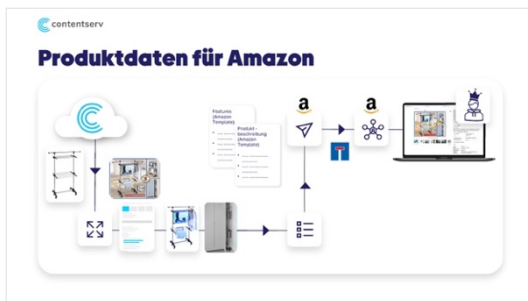 contentserv
Produktdaten für Amazon
Features
(Amazon
Template)
Produkt -
beschreibung
(Amazon
Template)
a
a